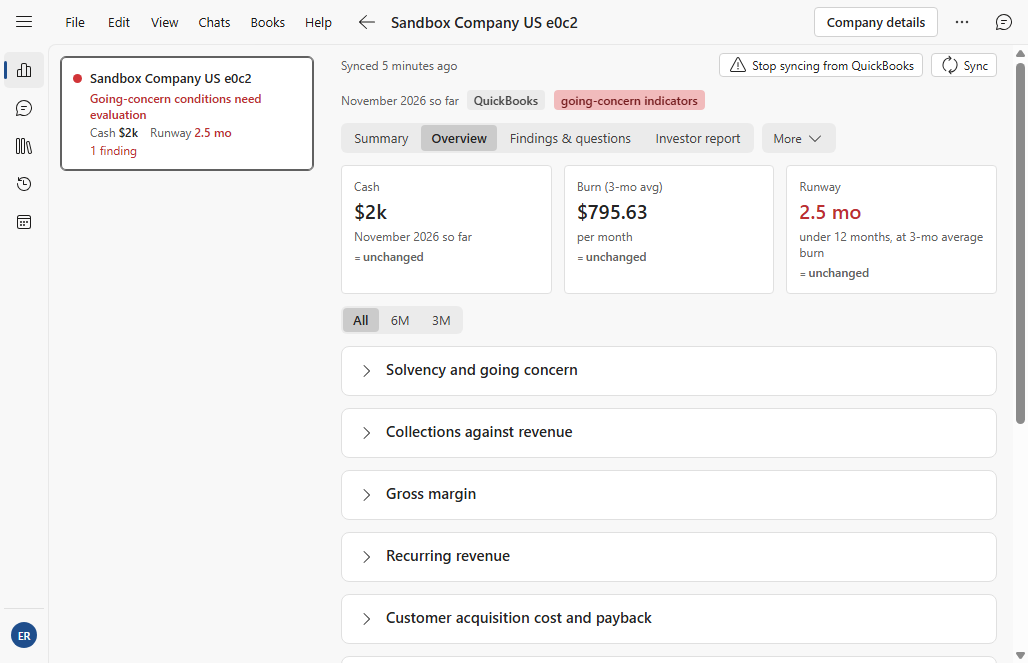 File Edit View Chats Books Help Sandbox Company US e0c2 Company details
Sandbox Company US e0c2
Going-concern conditions need
evaluation
Cash $2k Runway 2.5 mo
1 finding
Synced 5 minutes ago Stop syncing from QuickBooks Sync
November 2026 so far QuickBooks going-concern indicators
Summary Overview Findings & questions Investor report More
Cash
$2k
November 2026 so far
= unchanged
Burn (3-mo avg)
$795.63
per month
= unchanged
Runway
2.5 mo
under 12 months, at 3-mo average
burn
= unchanged
All 6M 3M
Solvency and going concern
Collections against revenue
Gross margin
Recurring revenue
Customer acquisition cost and payback
ER